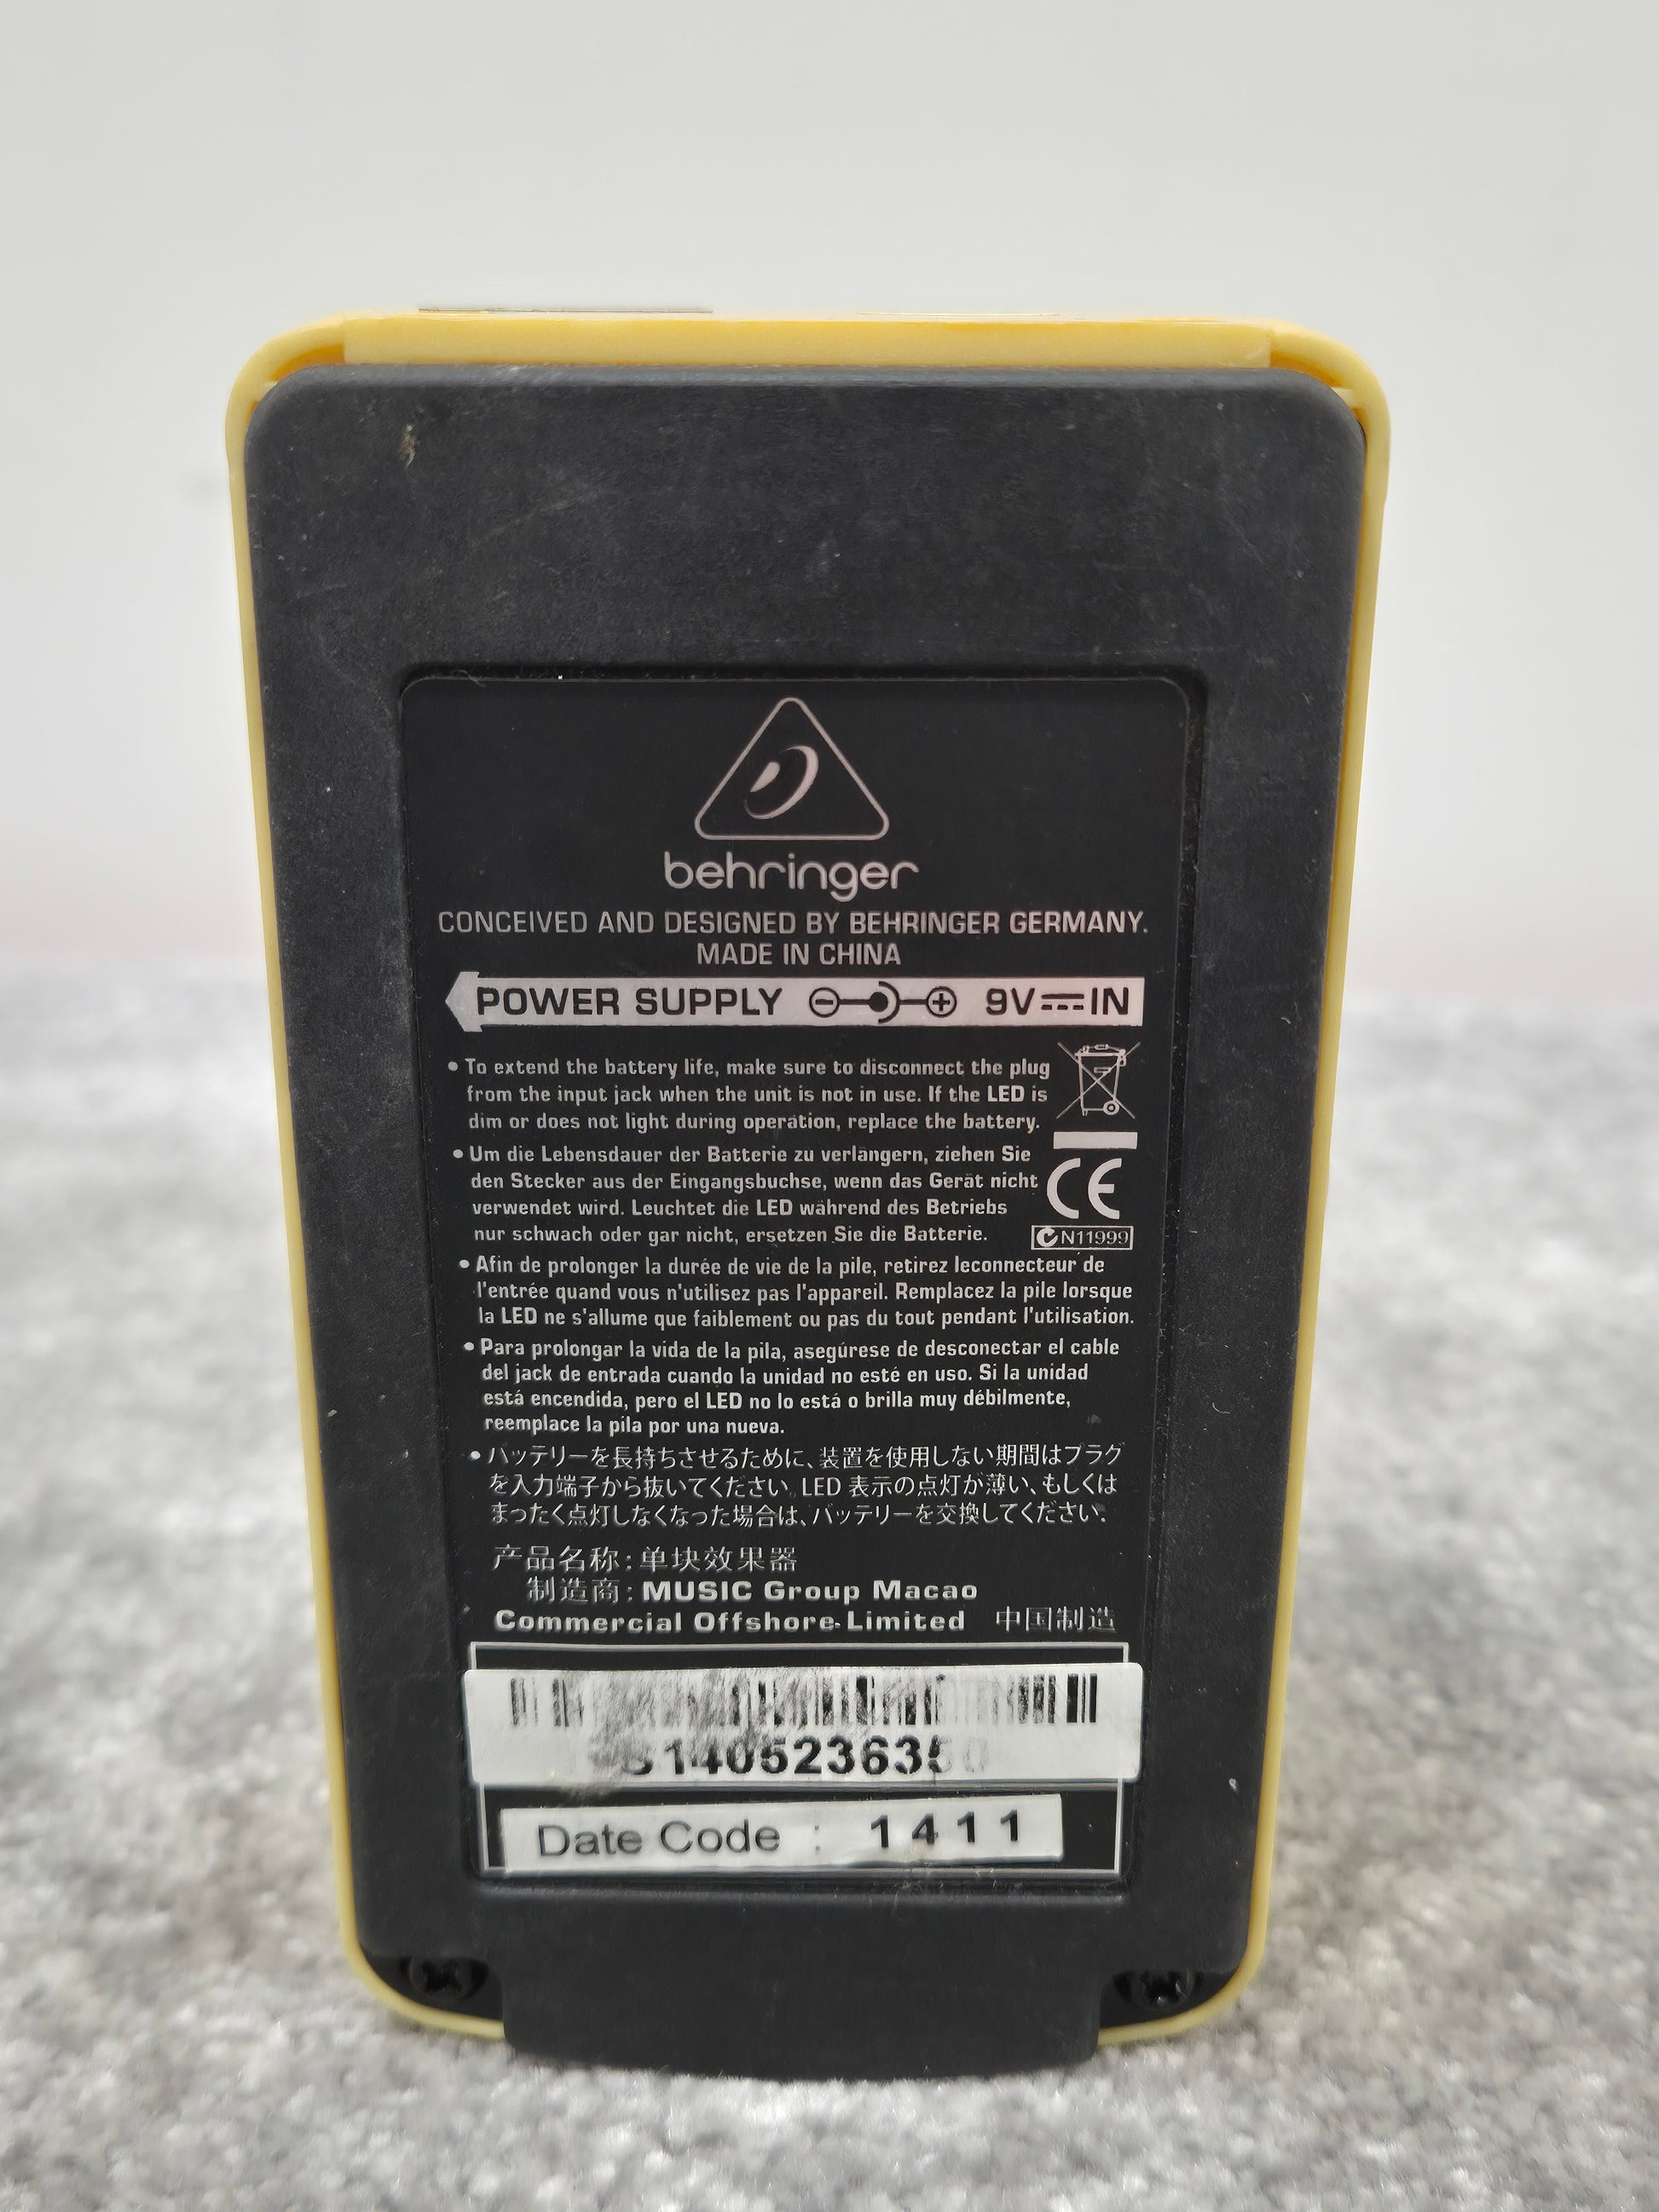 behringer
CONCEIVED AND DESIGNED BY BEHRINGER GERMANY.
MADE IN CHINA
POWER SUPPLY 9V IN
• To extend the battery life, make sure to disconnect the plug
from the input jack when the unit is not in use. If the LED is
dim or does not light during operation, replace the battery.
• Um die Lebensdauer der Batterie zu verlängern, ziehen Sie
den Stecker aus der Eingangsbuchse, wenn das Gerät nicht
verwendet wird. Leuchtet die LED während des Betriebs
nur schwach oder gar nicht, ersetzen Sie die Batterie.
CE
N11999
• Afin de prolonger la durée de vie de la pile, retirez leconnecteur de
l'entrée quand vous n'utilisez pas l'appareil. Remplacez la pile lorsque
la LED ne s'allume que faiblement ou pas du tout pendant l'utilisation.
• Para prolongar la vida de la pila, asegúrese de desconectar el cable
del jack de entrada cuando la unidad no esté en uso. Si la unidad
está encendida, pero el LED no lo está o brilla muy débilmente,
reemplace la pila por una nueva.
• バッテリーを長持ちさせるために、装置を使用しない期間はプラグ
を入力端子から抜いてください。LED 表示の点灯が薄い、もしくは
まったく点灯しなくなった場合は、バッテリーを交換してください。
产品名称：单块效果器
制造商：MUSIC Group Macao
Commercial Offshore Limited 中国制造
Date Code : 1411